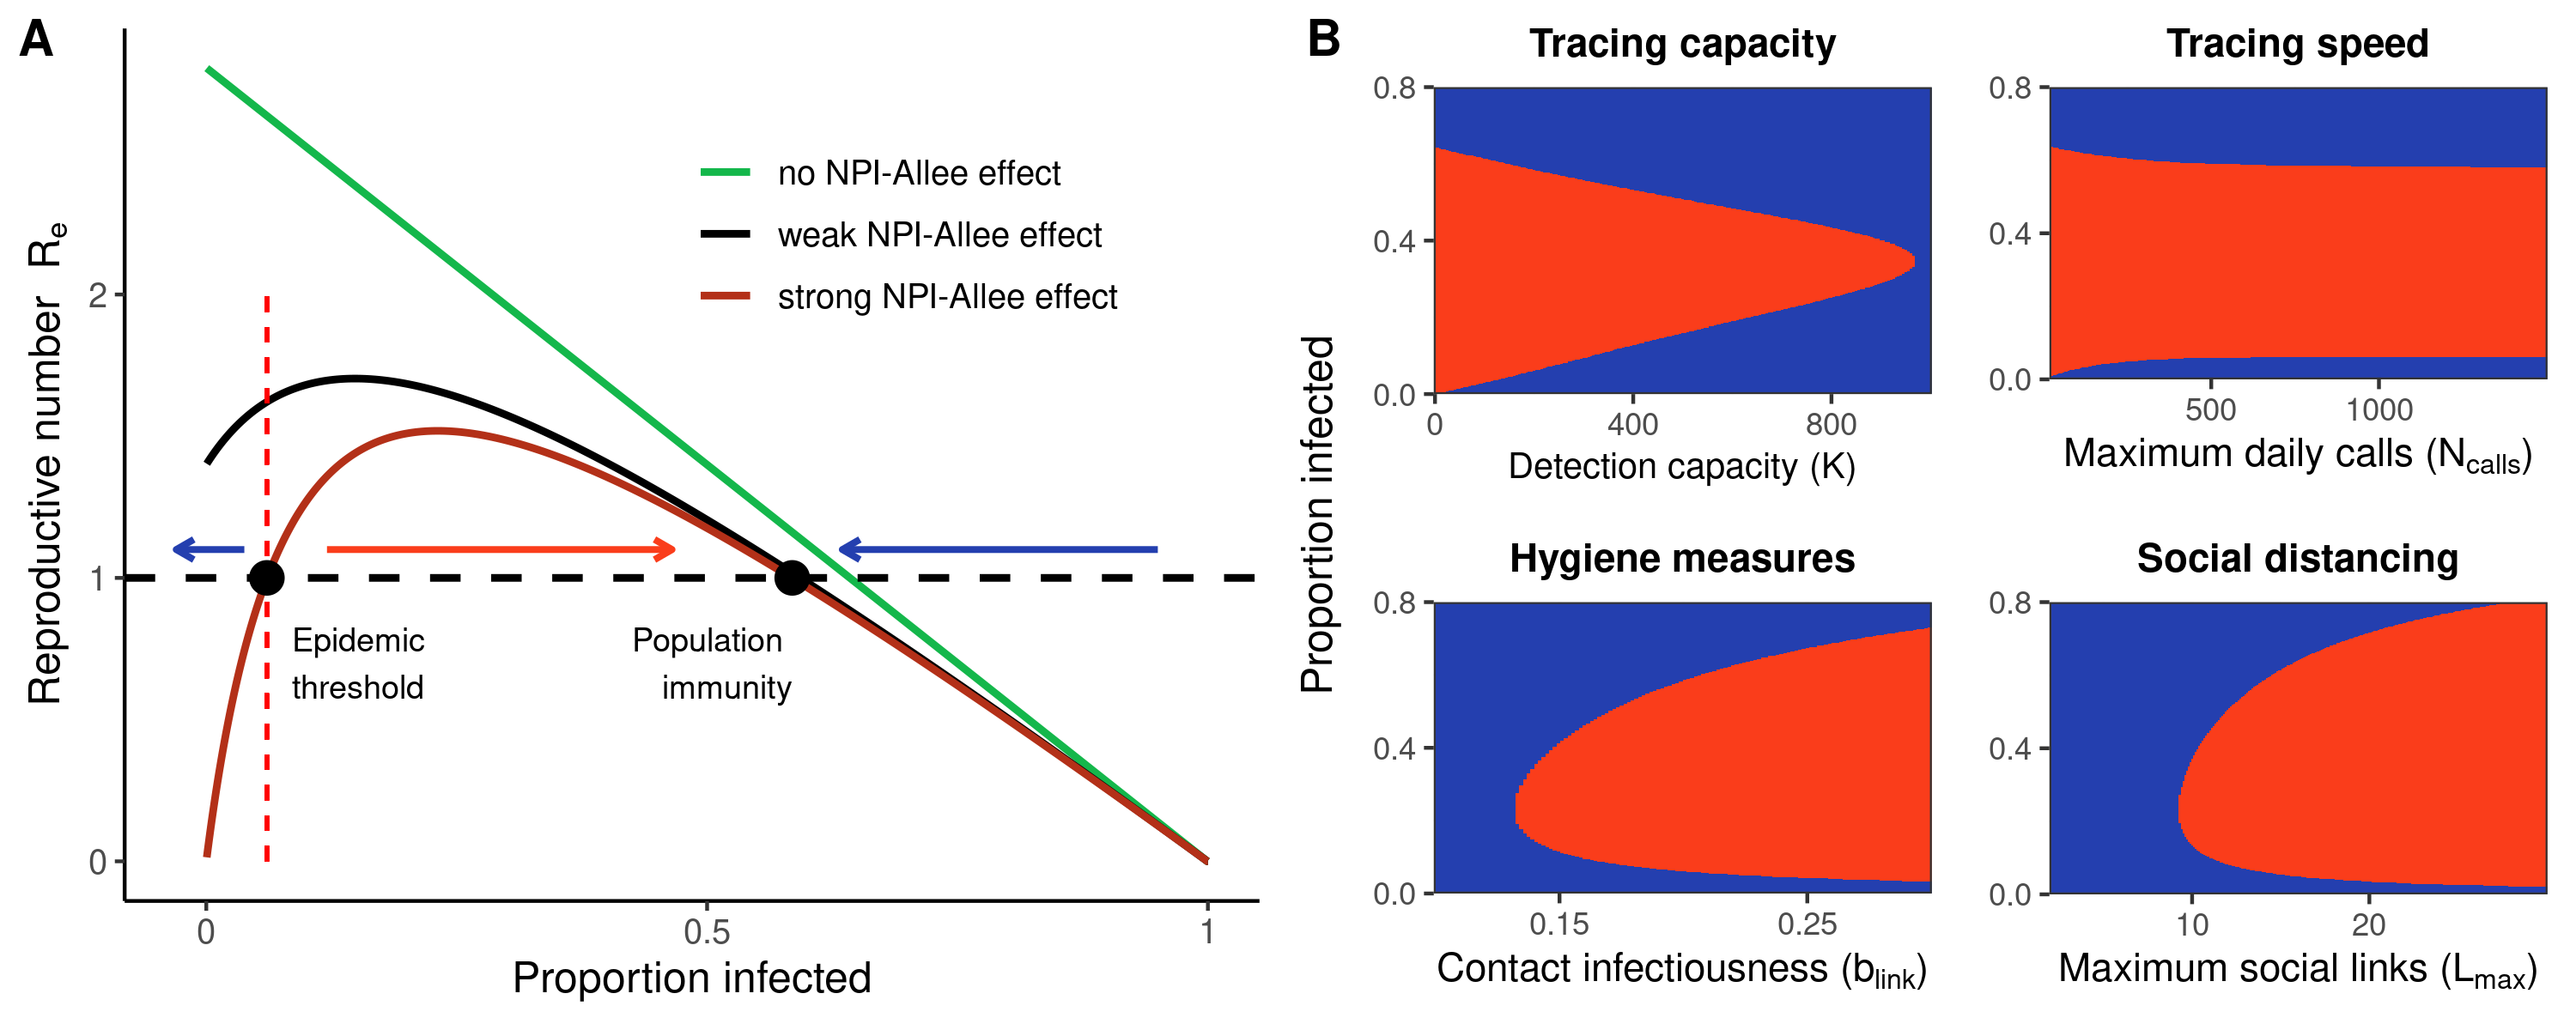 A
Reproductive number Re
2
1
0
no NPI-Allee effect
weak NPI-Allee effect
strong NPI-Allee effect
Epidemic
threshold
Population
immunity
0
0.5
1
Proportion infected
B
Proportion infected
Tracing capacity
0.8
0.4
0.0
0
400
800
Detection capacity (K)
Tracing speed
0.8
0.4
0.0
500
1000
Maximum daily calls (Ncalls)
Hygiene measures
0.8
0.4
0.0
0.15
0.25
Contact infectiousness (blink)
Social distancing
0.8
0.4
0.0
10
20
Maximum social links (Lmax)